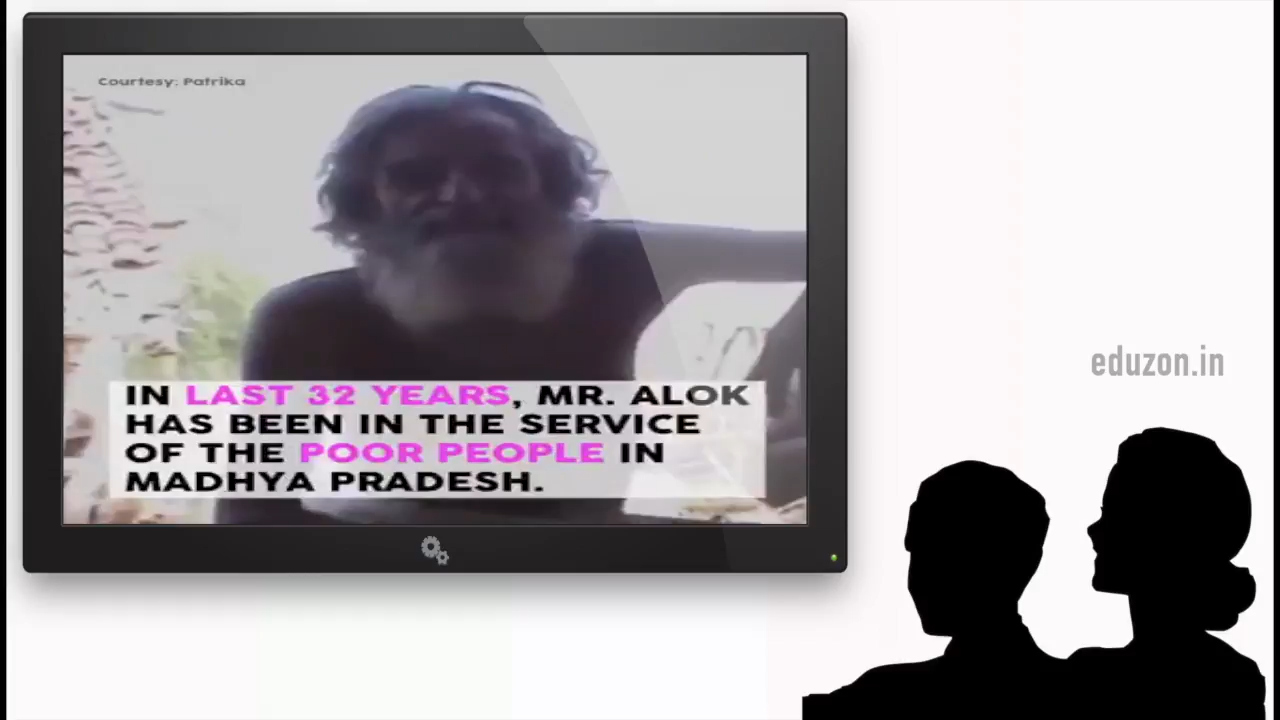 Courtesy: Patrika
IN LAST 32 YEARS, MR. ALOK
HAS BEEN IN THE SERVICE
OF THE POOR PEOPLE IN
MADHYA PRADESH.
eduzon.in